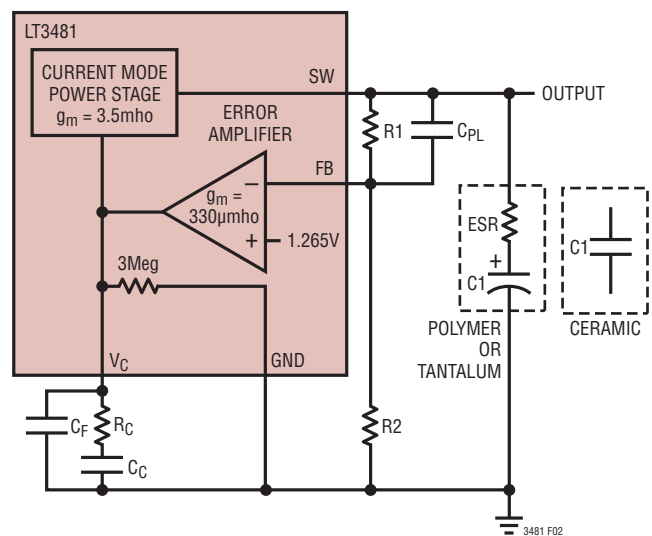 LT3481
CURRENT MODE
POWER STAGE
gm = 3.5mho
SW
OUTPUT
ERROR
AMPLIFIER
R1
CPL
FB
–
gm =
330µmho
+
1.265V
ESR
+
C1
C1
3Meg
POLYMER
OR
TANTALUM
CERAMIC
VC
GND
CF
RC
R2
CC
3481 F02